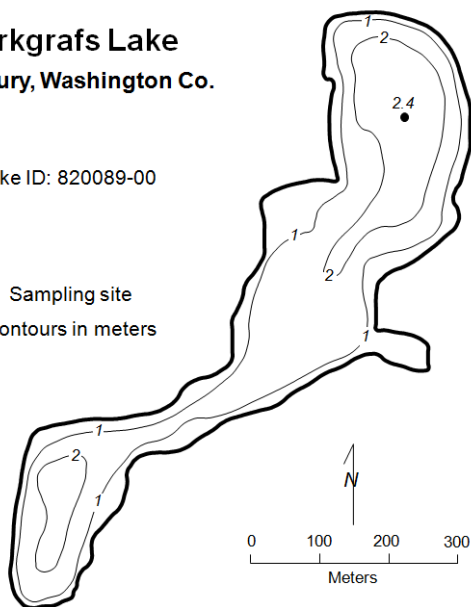 rkgrafs Lake
ury, Washington Co.
ke ID: 820089-00
Sampling site
ontours in meters
1
2
2.4
1
2
1
1
2
1
N
0 100 200 300
Meters